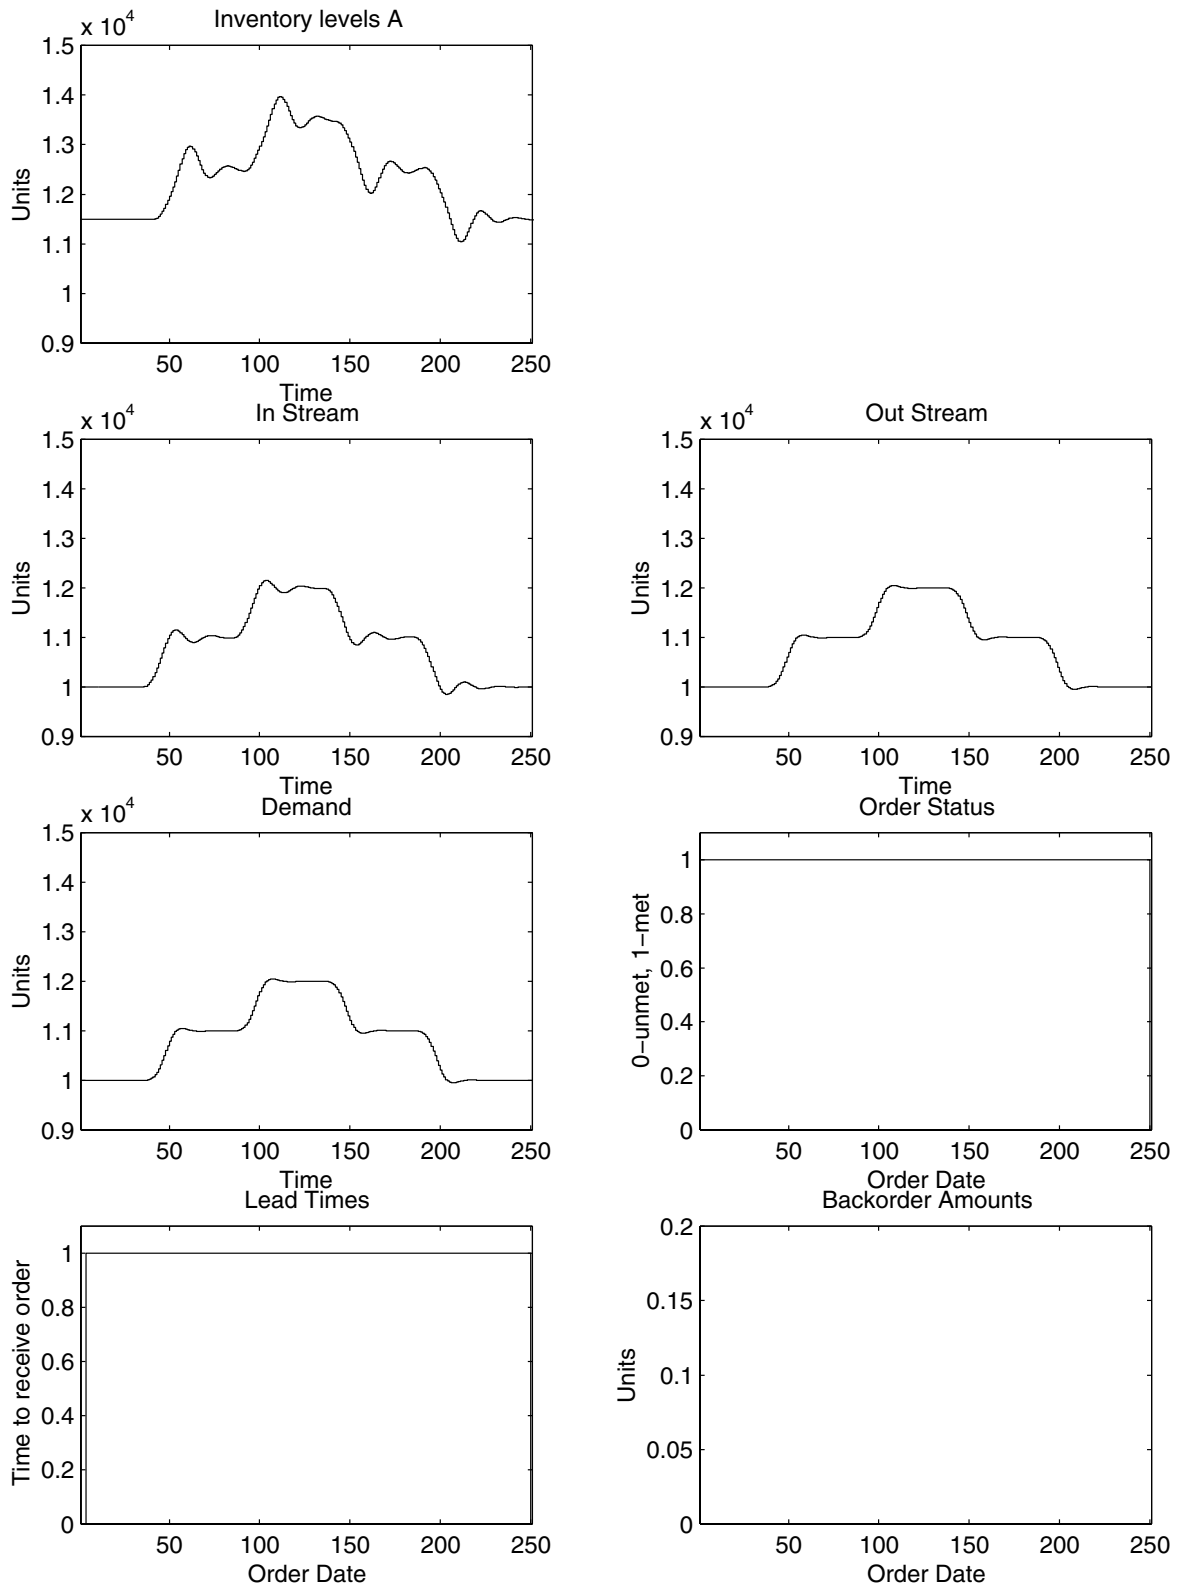 Inventory levels A
x 10^4
1.5
1.4
1.3
1.2
1.1
1
0.9
Units
50 100 150 200 250
Time
In Stream
x 10^4
1.5
1.4
1.3
1.2
1.1
1
0.9
Units
50 100 150 200 250
Time
Out Stream
x 10^4
1.5
1.4
1.3
1.2
1.1
1
0.9
Units
50 100 150 200 250
Time
Demand
x 10^4
1.5
1.4
1.3
1.2
1.1
1
0.9
Units
50 100 150 200 250
Time
Order Status
1
0.8
0.6
0.4
0.2
0
0−unmet, 1−met
50 100 150 200 250
Order Date
Lead Times
1
0.8
0.6
0.4
0.2
0
Time to receive order
50 100 150 200 250
Order Date
Backorder Amounts
0.2
0.15
0.1
0.05
0
Units
50 100 150 200 250
Order Date